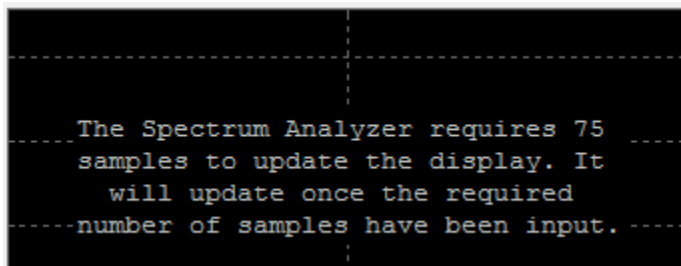 The Spectrum Analyzer requires 75
samples to update the display. It
will update once the required
number of samples have been input.